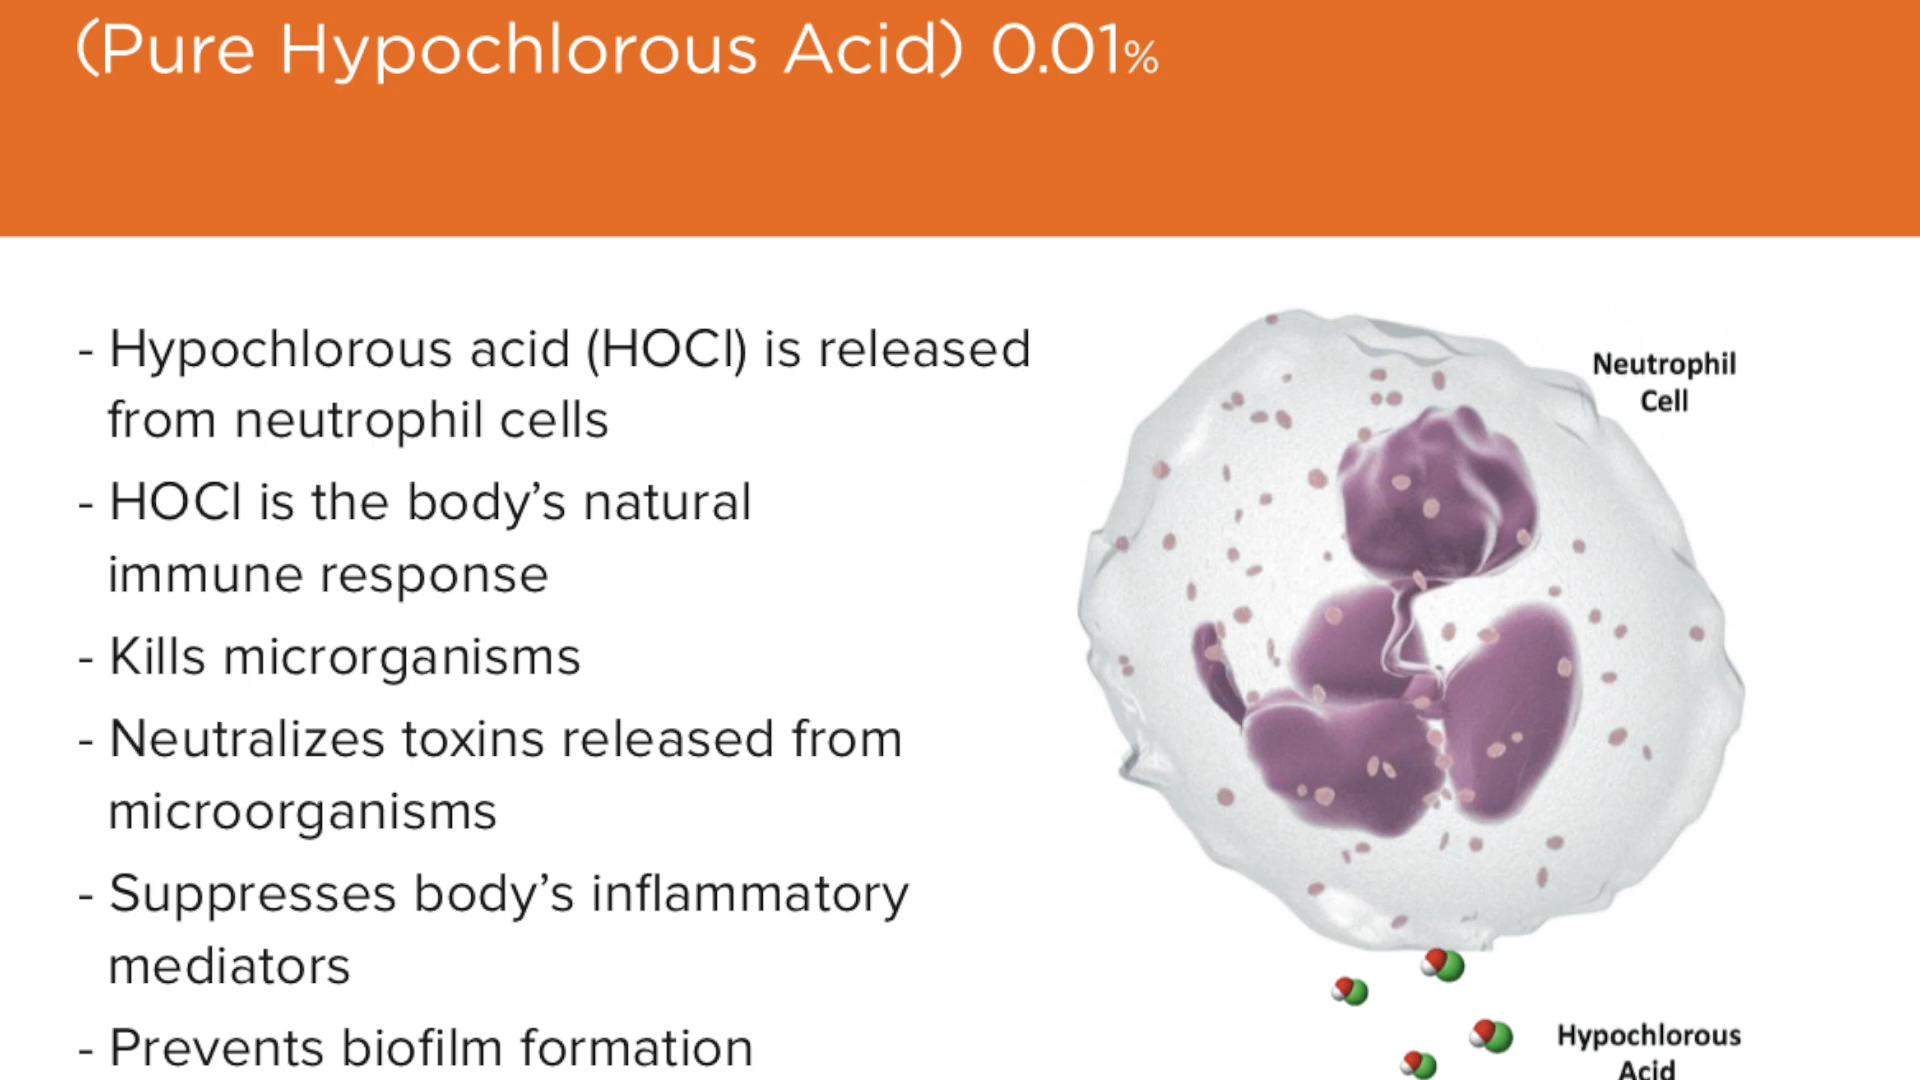 (Pure Hypochlorous Acid) 0.01%
- Hypochlorous acid (HOCl) is released
from neutrophil cells
- HOCl is the body’s natural
immune response
- Kills microrganisms
- Neutralizes toxins released from
microorganisms
- Suppresses body’s inflammatory
mediators
- Prevents biofilm formation
Neutrophil
Cell
Hypochlorous
Acid